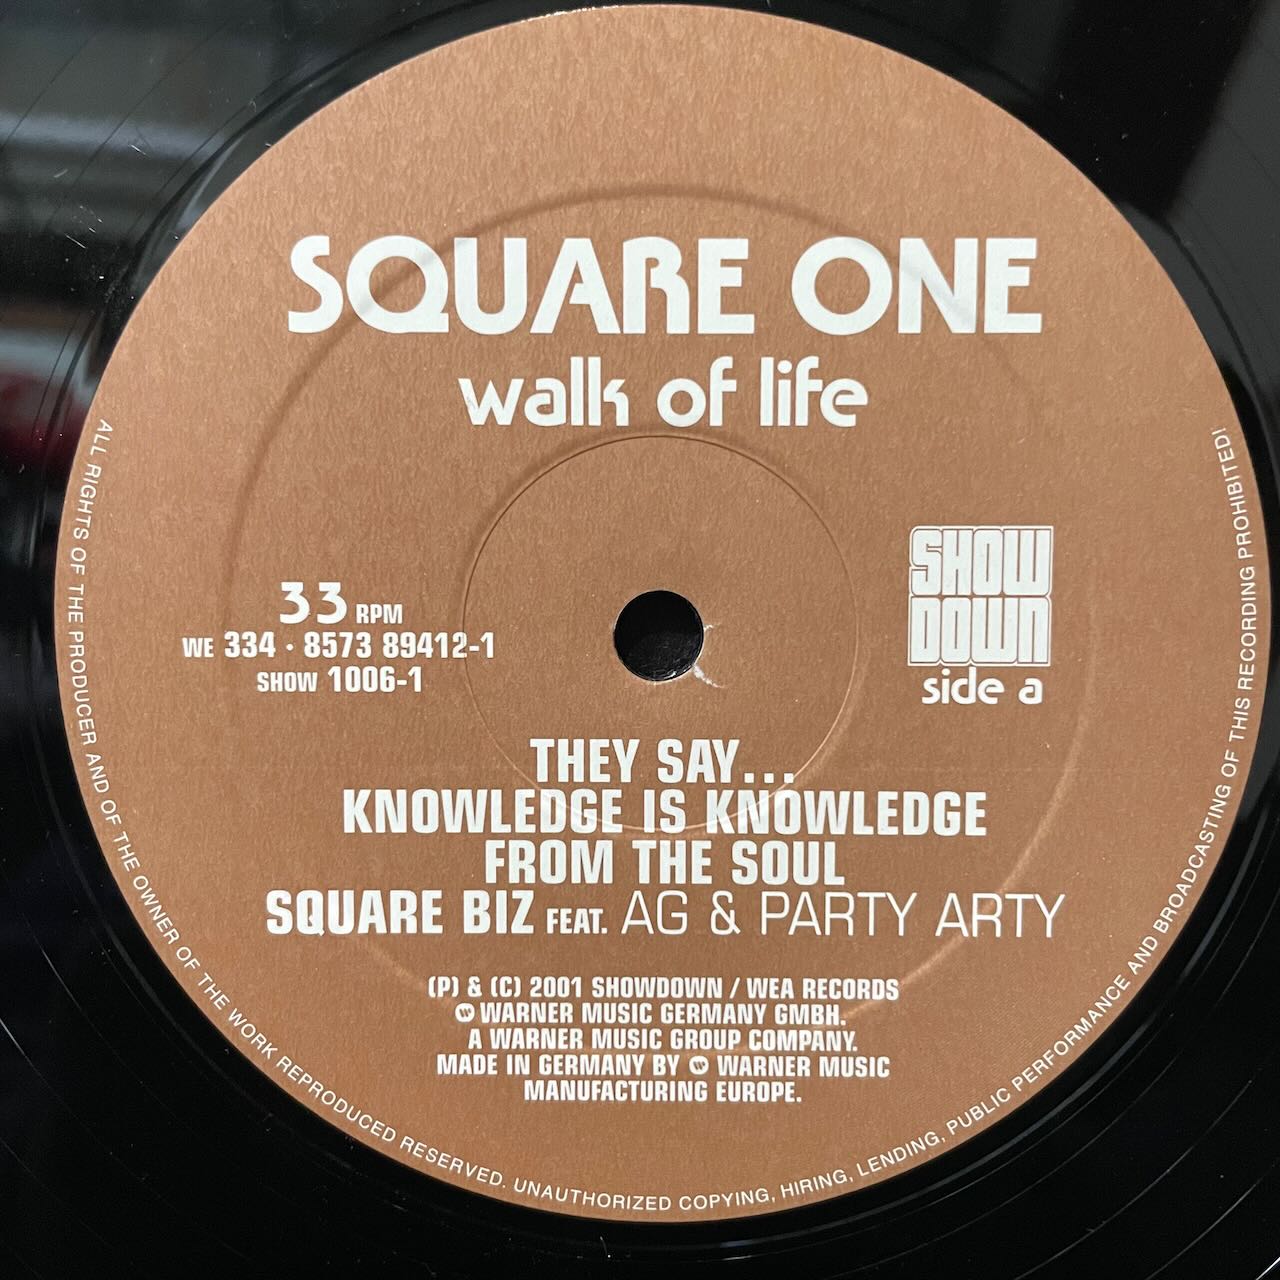 SQUARE ONE
walk of life
33 RPM
WE 334 · 8573 89412-1
SHOW 1006-1
SHOW
DOWN
side a
THEY SAY...
KNOWLEDGE IS KNOWLEDGE
FROM THE SOUL
SQUARE BIZ FEAT. AG & PARTY ARTY
(P) & (C) 2001 SHOWDOWN / WEA RECORDS
WARNER MUSIC GERMANY GMBH.
A WARNER MUSIC GROUP COMPANY.
MADE IN GERMANY BY WARNER MUSIC
MANUFACTURING EUROPE.
ALL RIGHTS OF THE PRODUCER AND OF THE OWNER OF THE WORK REPRODUCED RESERVED. UNAUTHORIZED COPYING, HIRING, LENDING, PUBLIC PERFORMANCE AND BROADCASTING OF THIS RECORDING PROHIBITED!